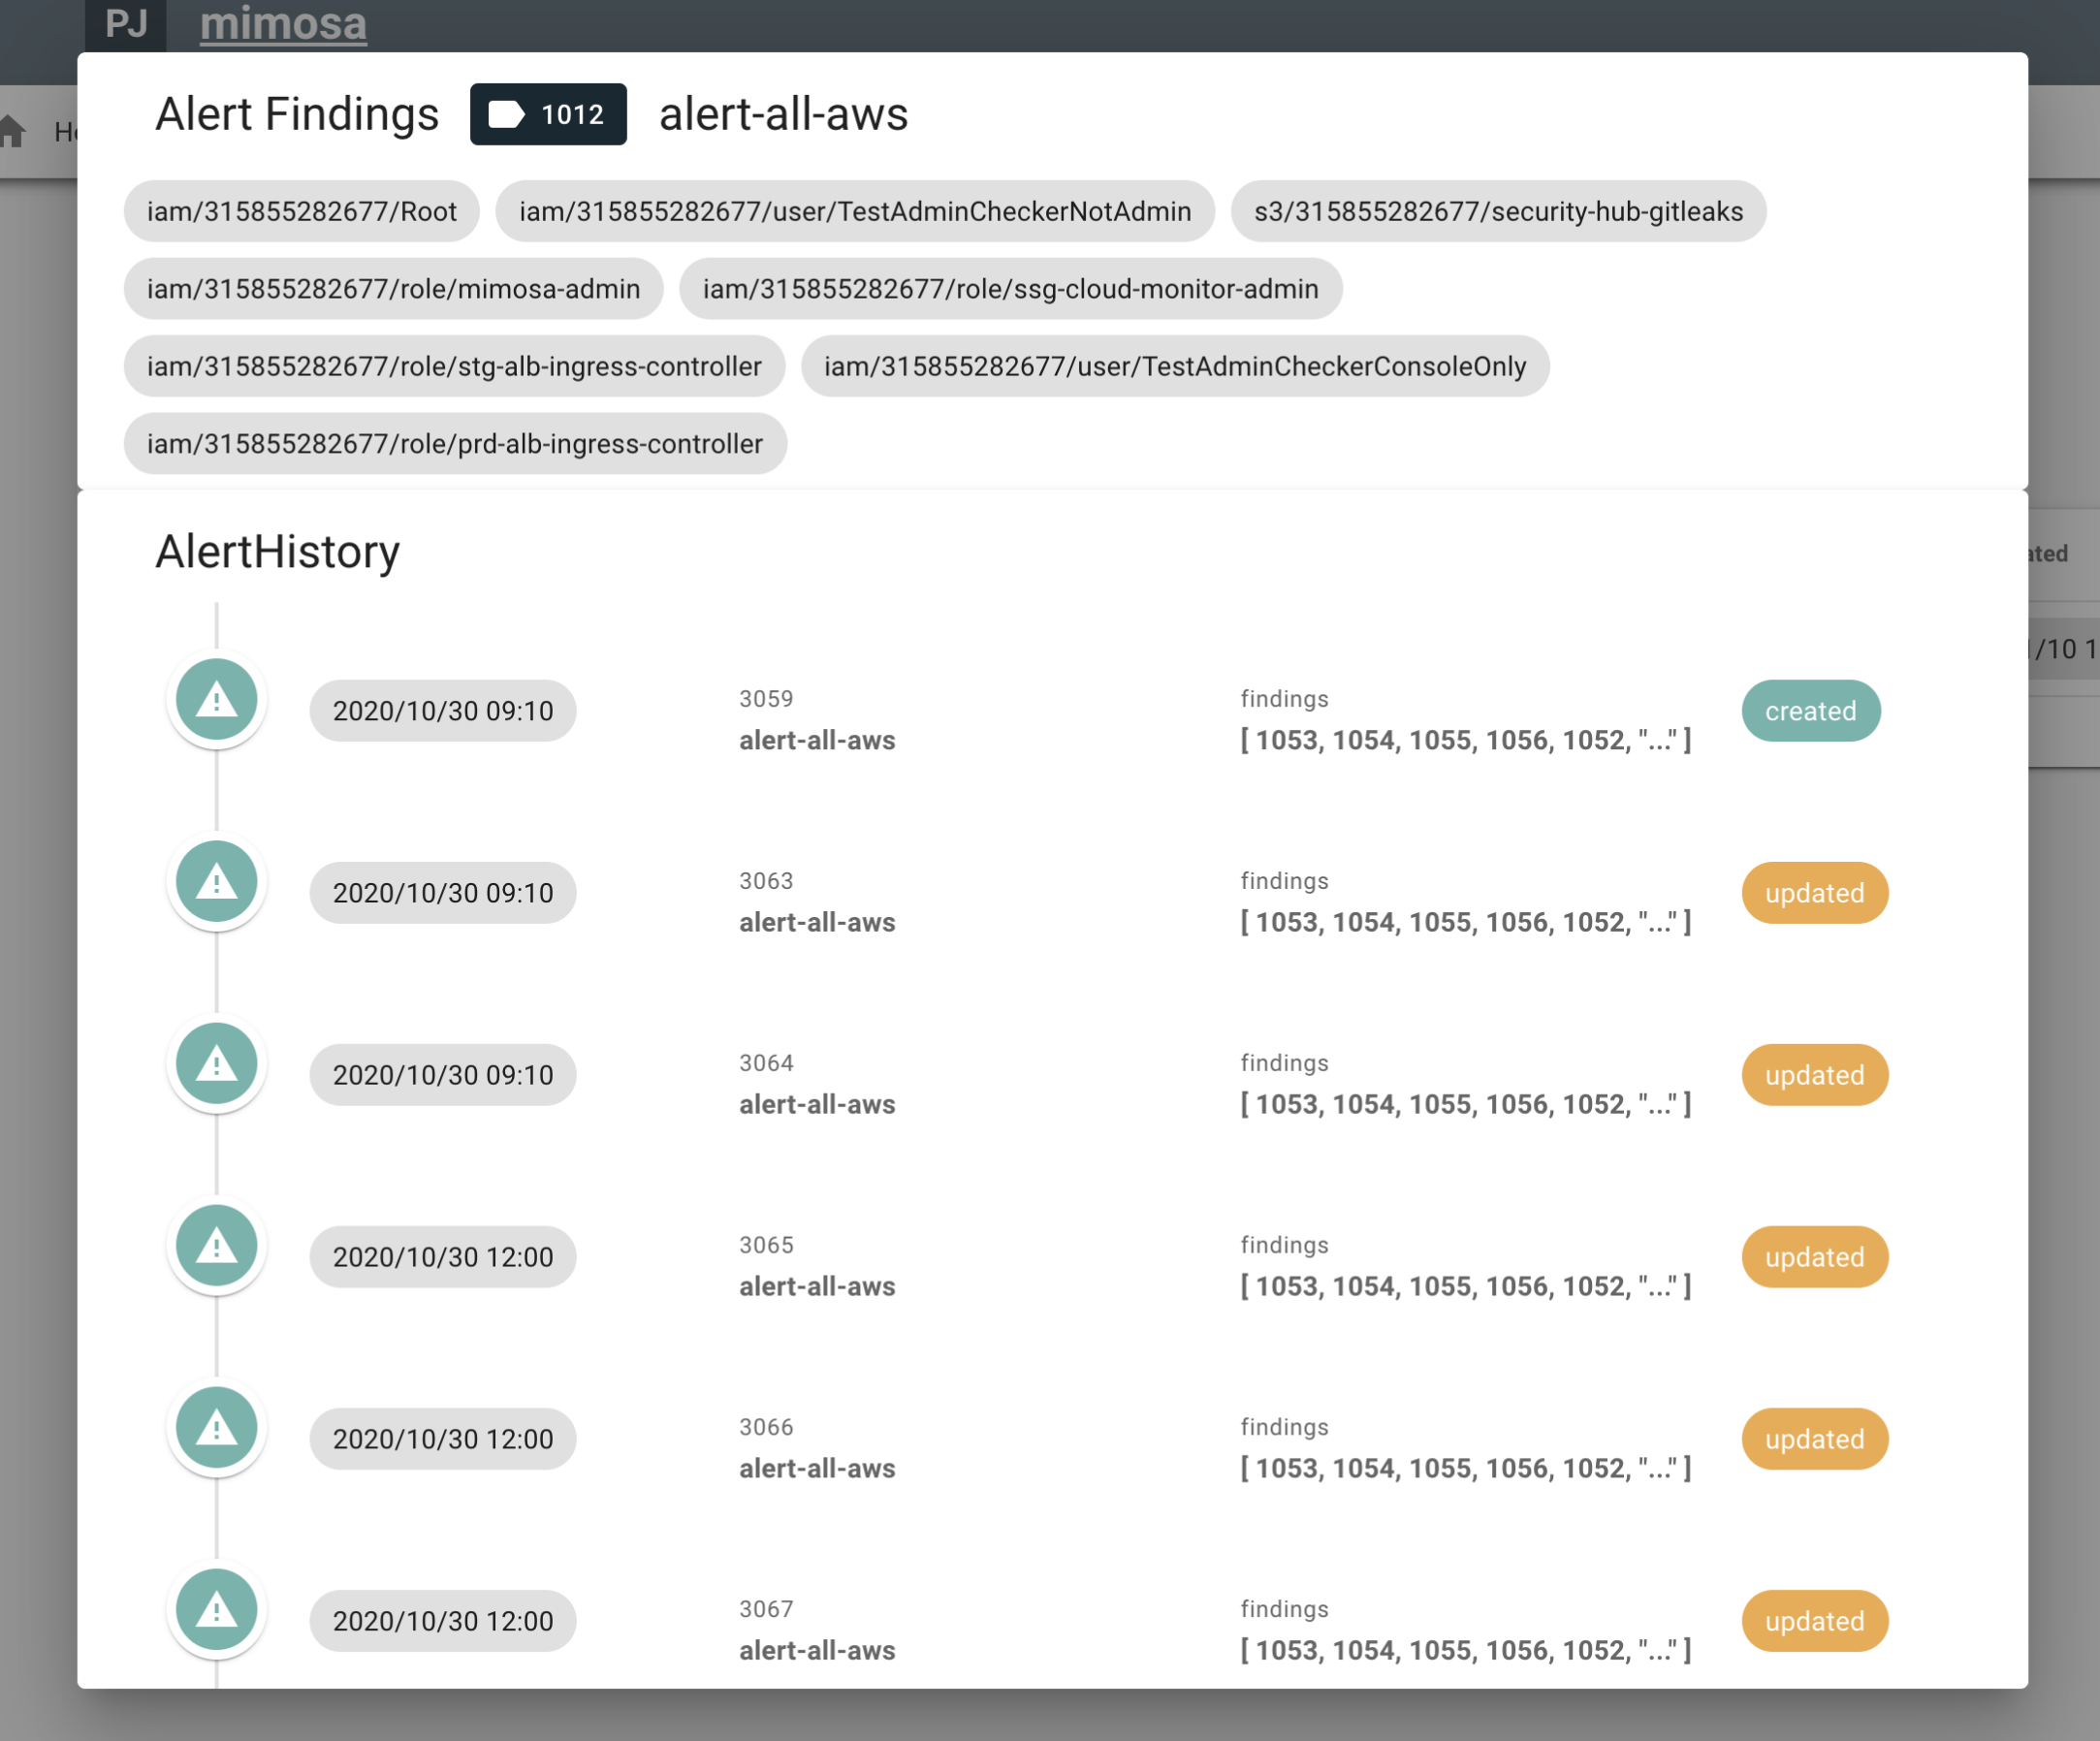 PJ mimosa
Alert Findings 1012 alert-all-aws
iam/315855282677/Root iam/315855282677/user/TestAdminCheckerNotAdmin s3/315855282677/security-hub-gitleaks
iam/315855282677/role/mimosa-admin iam/315855282677/role/ssg-cloud-monitor-admin
iam/315855282677/role/stg-alb-ingress-controller iam/315855282677/user/TestAdminCheckerConsoleOnly
iam/315855282677/role/prd-alb-ingress-controller
AlertHistory
2020/10/30 09:10 3059 findings created
alert-all-aws [ 1053, 1054, 1055, 1056, 1052, "..." ]
2020/10/30 09:10 3063 findings updated
alert-all-aws [ 1053, 1054, 1055, 1056, 1052, "..." ]
2020/10/30 09:10 3064 findings updated
alert-all-aws [ 1053, 1054, 1055, 1056, 1052, "..." ]
2020/10/30 12:00 3065 findings updated
alert-all-aws [ 1053, 1054, 1055, 1056, 1052, "..." ]
2020/10/30 12:00 3066 findings updated
alert-all-aws [ 1053, 1054, 1055, 1056, 1052, "..." ]
2020/10/30 12:00 3067 findings updated
alert-all-aws [ 1053, 1054, 1055, 1056, 1052, "..." ]